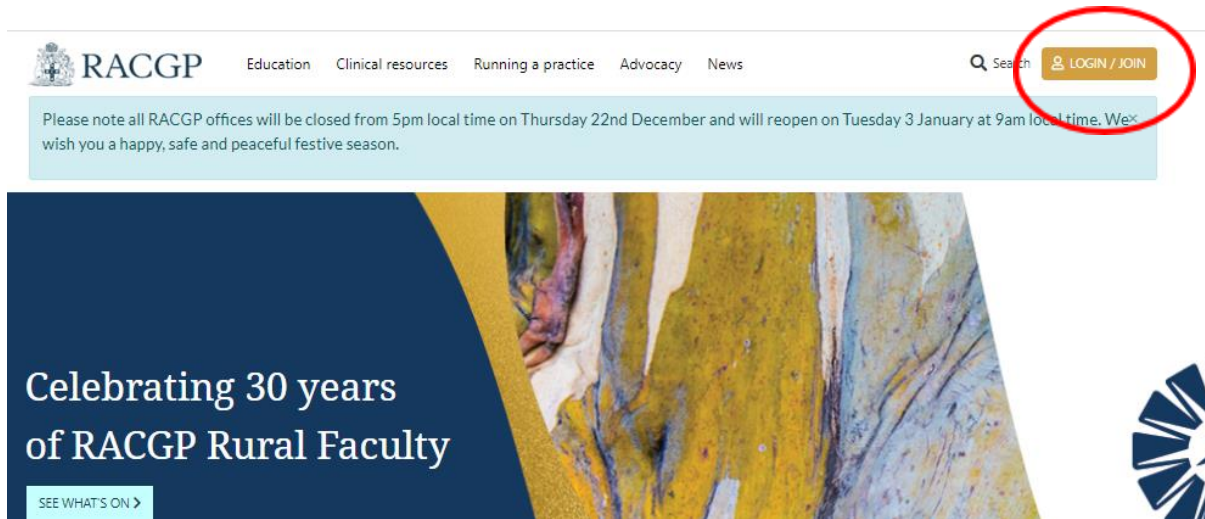 RACGP Education Clinical resources Running a practice Advocacy News Search LOGIN / JOIN
Please note all RACGP offices will be closed from 5pm local time on Thursday 22nd December and will reopen on Tuesday 3 January at 9am local time. We ×
wish you a happy, safe and peaceful festive season.
Celebrating 30 years
of RACGP Rural Faculty
SEE WHAT'S ON >